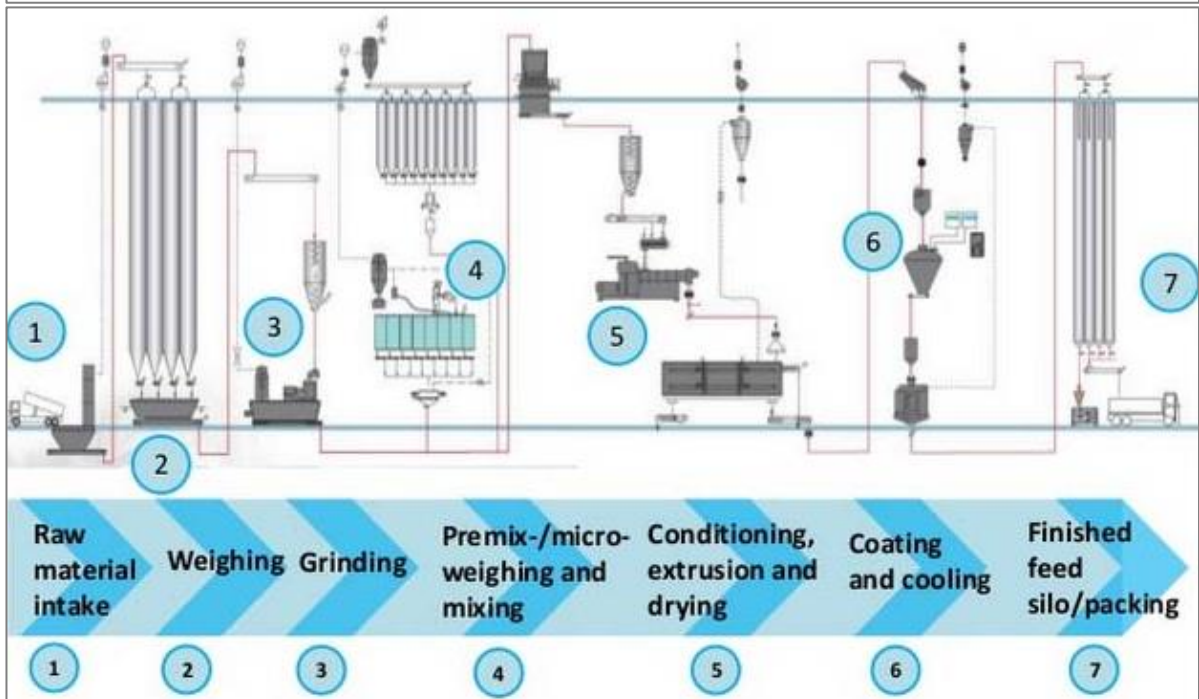 1
2
3
4
5
6
7
Raw
material
intake
Weighing
Grinding
Premix-/micro-
weighing and
mixing
Conditioning,
extrusion and
drying
Coating
and cooling
Finished
feed
silo/packing
1
2
3
4
5
6
7